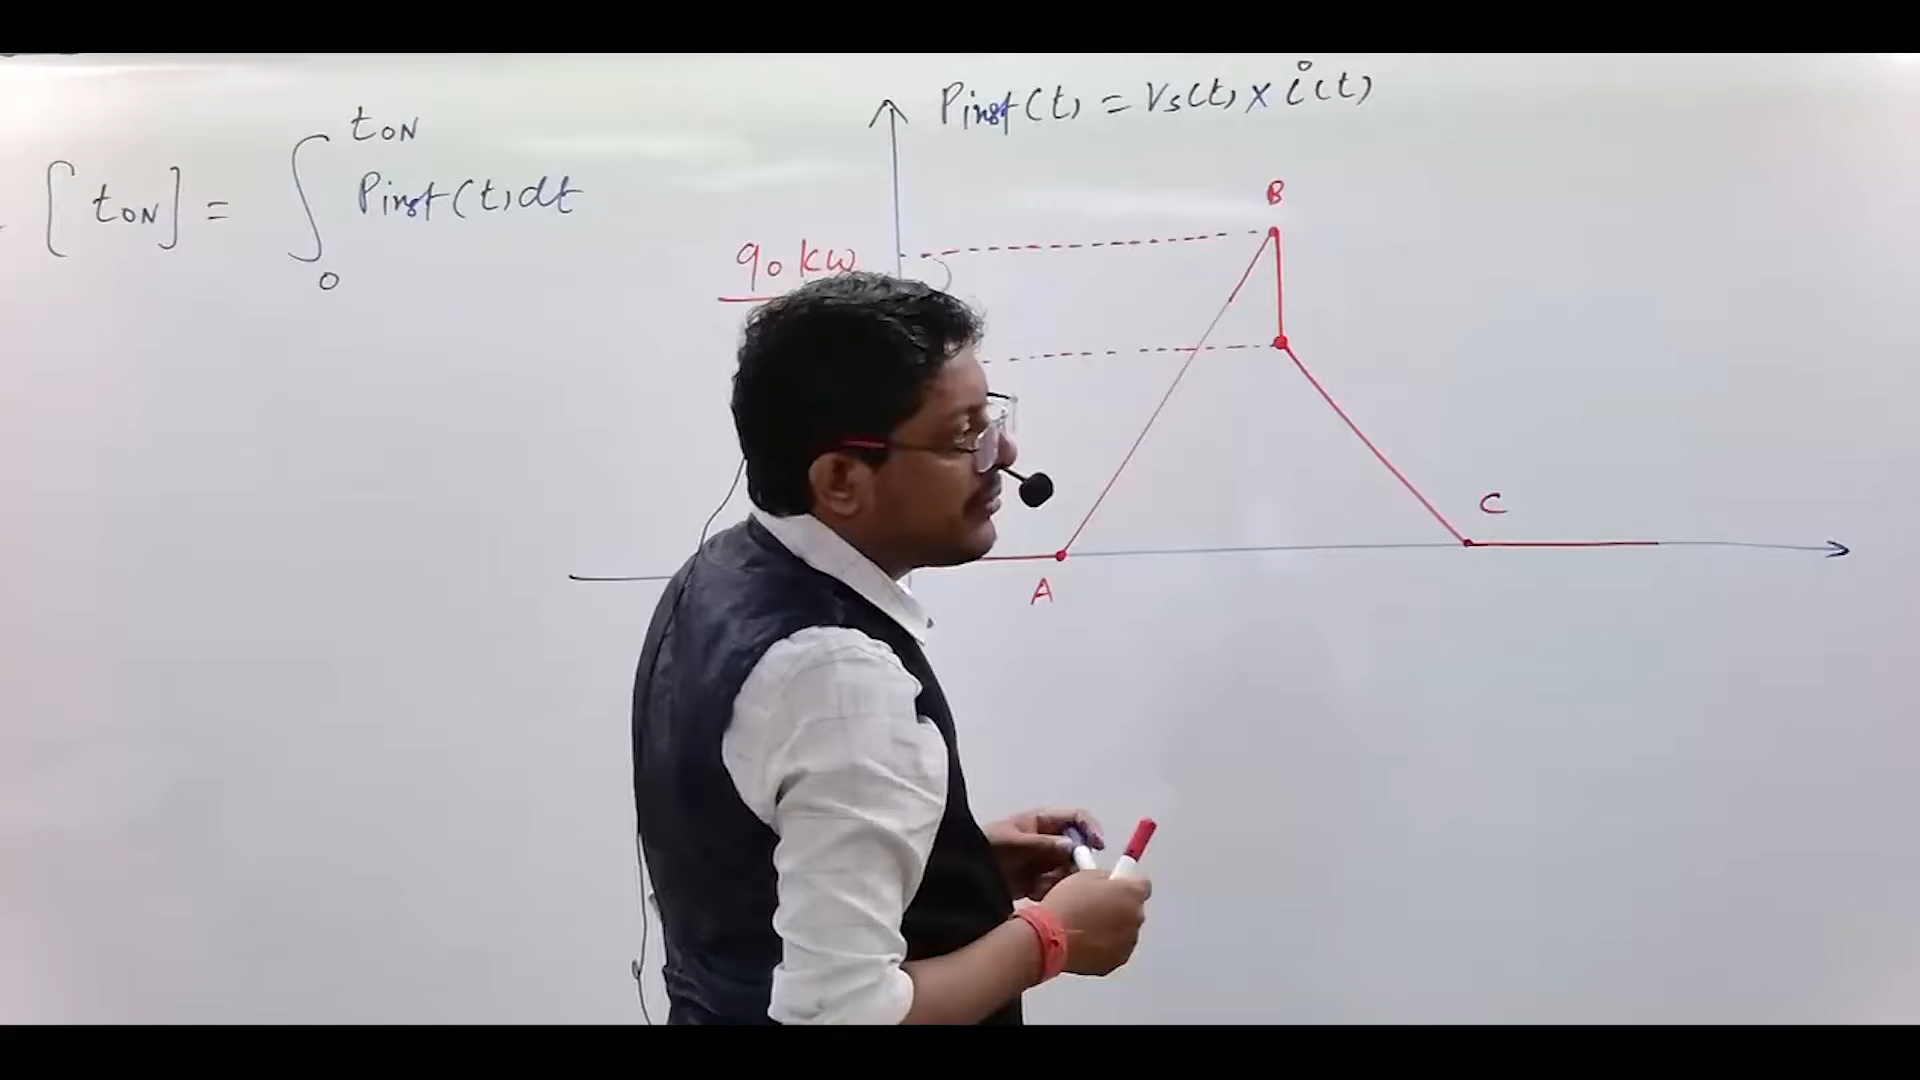 [tON] = ∫ 0 tON Pinst(t)dt
Pinst(t) = Vs(t) × i(t)
B
90 kW
C
A